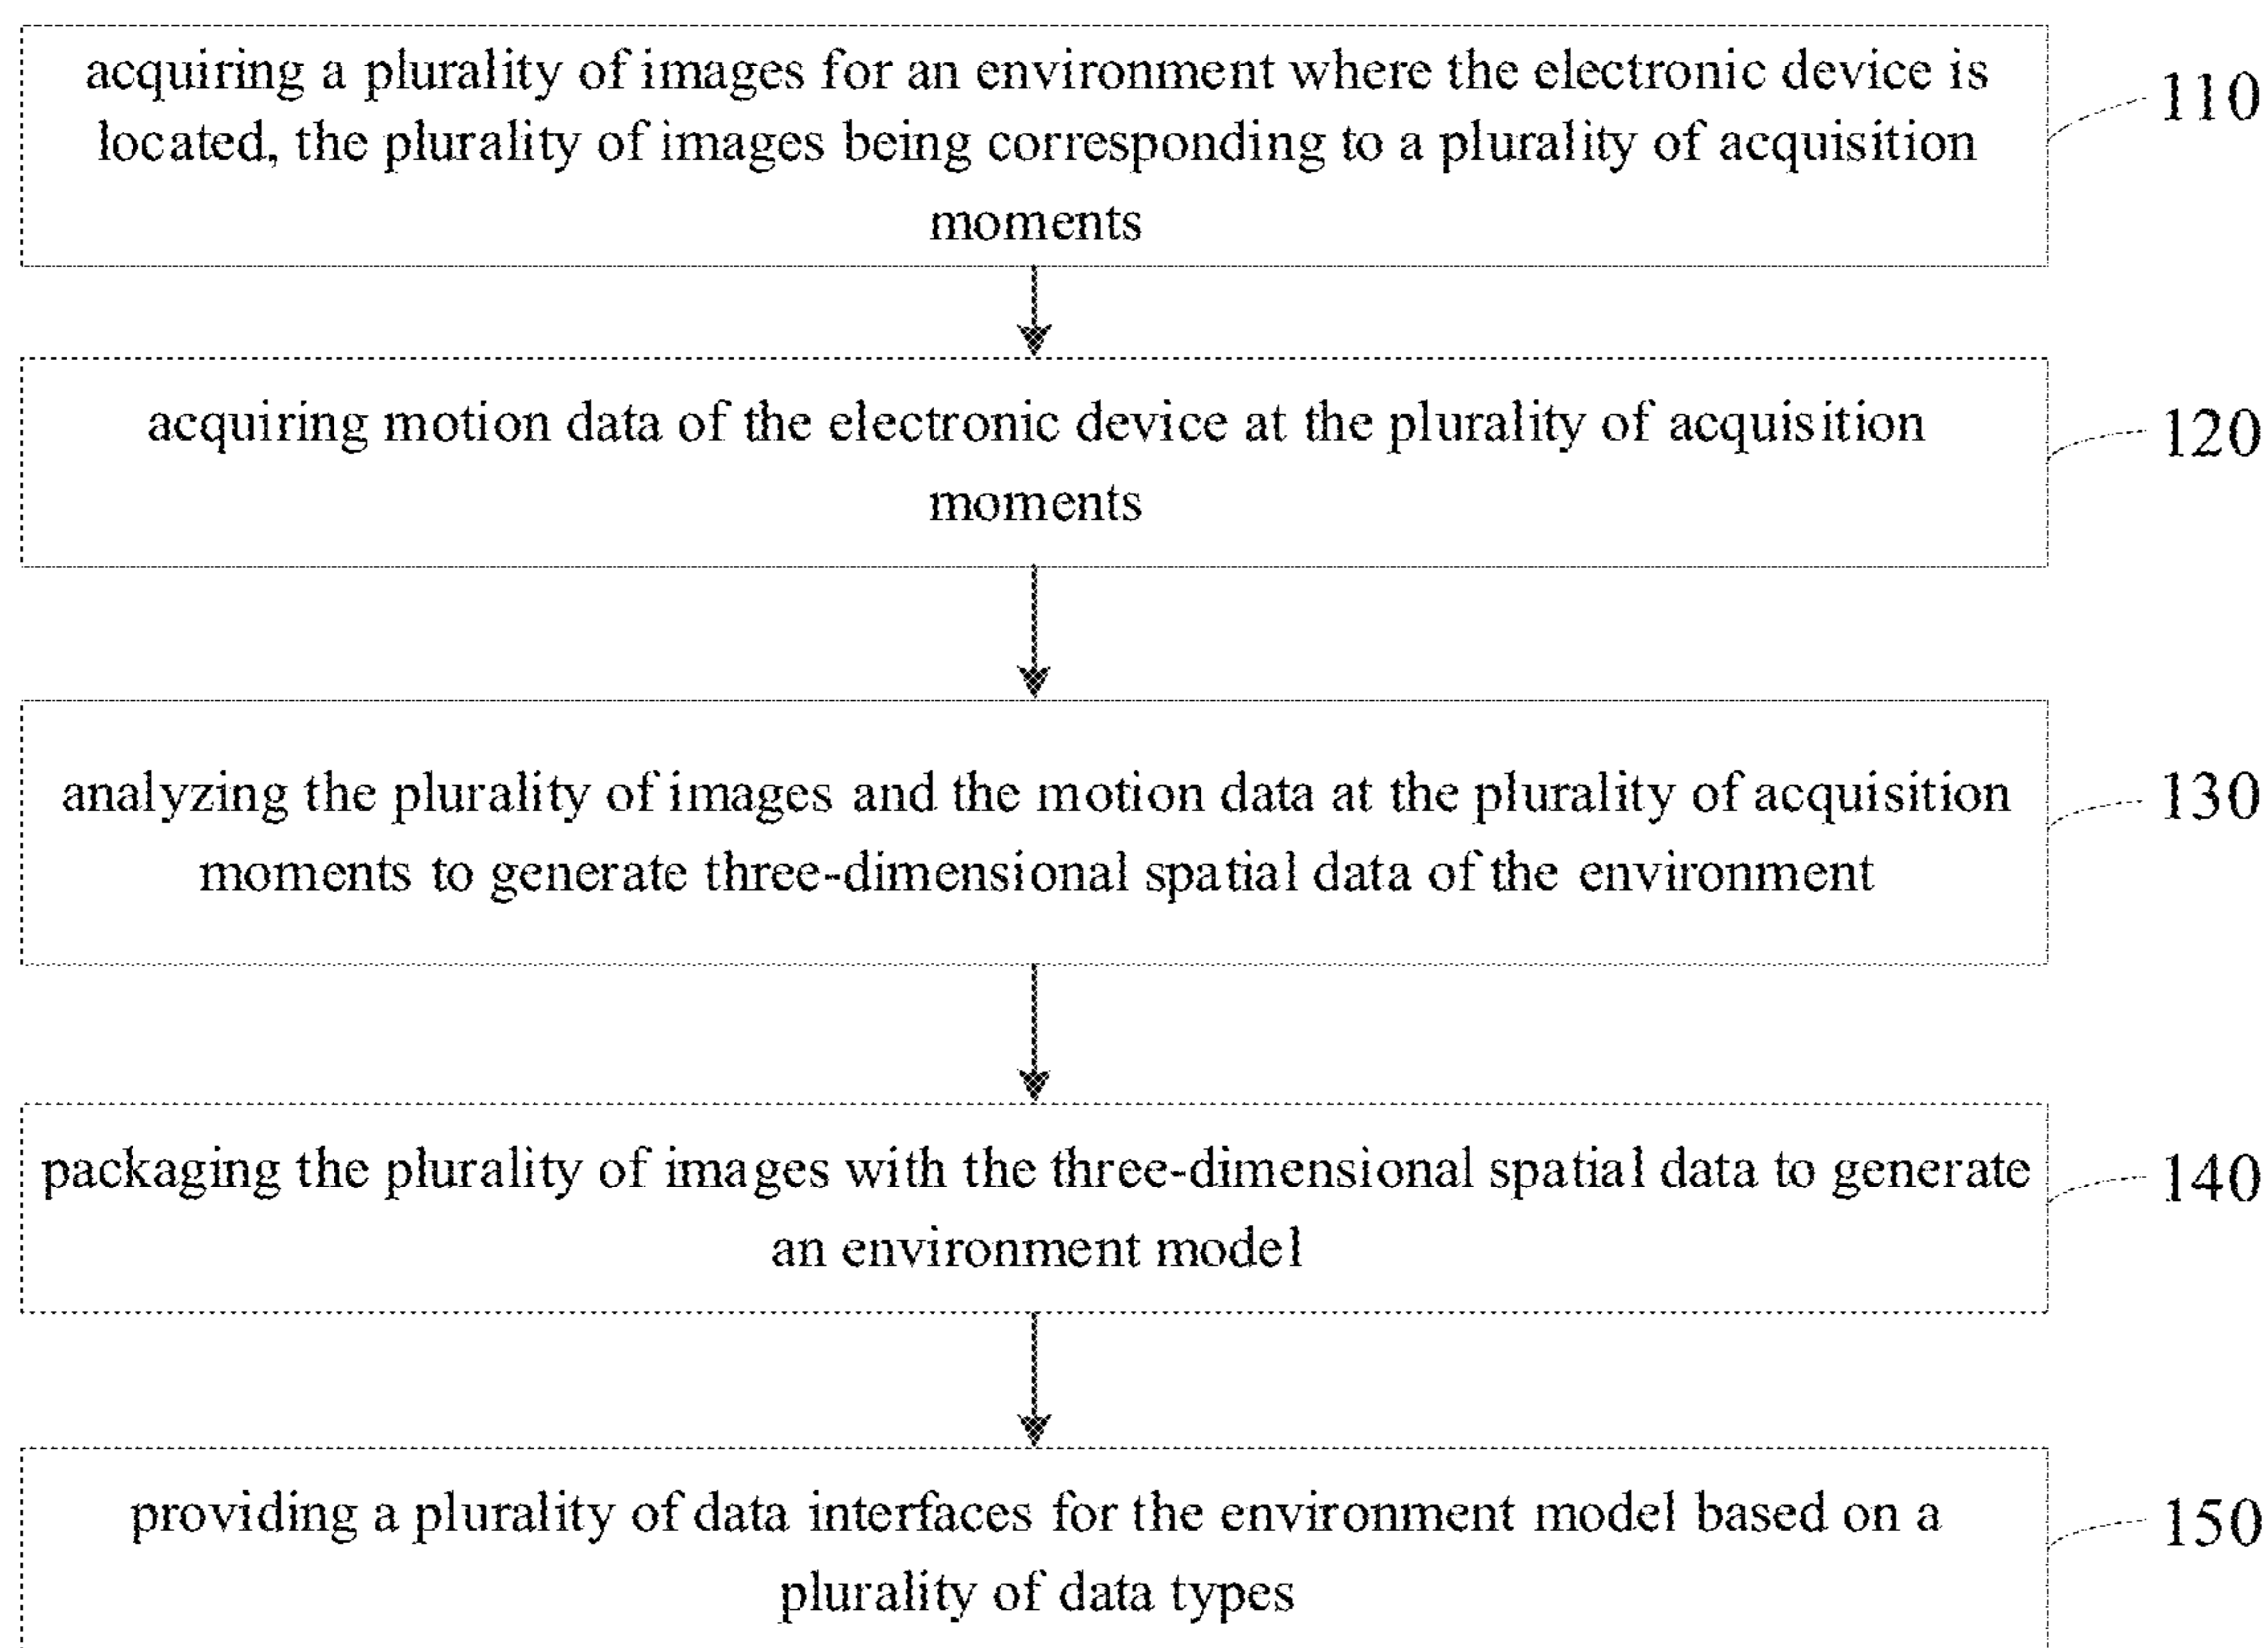 acquiring a plurality of images for an environment where the electronic device is
located, the plurality of images being corresponding to a plurality of acquisition
moments
110
acquiring motion data of the electronic device at the plurality of acquisition
moments
120
analyzing the plurality of images and the motion data at the plurality of acquisition
moments to generate three-dimensional spatial data of the environment
130
packaging the plurality of images with the three-dimensional spatial data to generate
an environment model
140
providing a plurality of data interfaces for the environment model based on a
plurality of data types
150